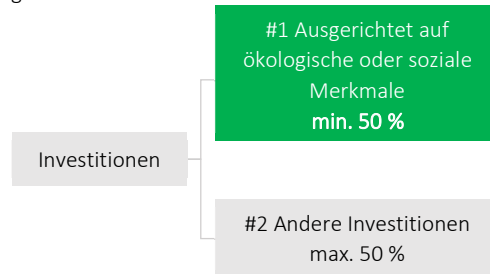 #1 Ausgerichtet auf
ökologische oder soziale
Merkmale
min. 50 %
Investitionen
#2 Andere Investitionen
max. 50 %